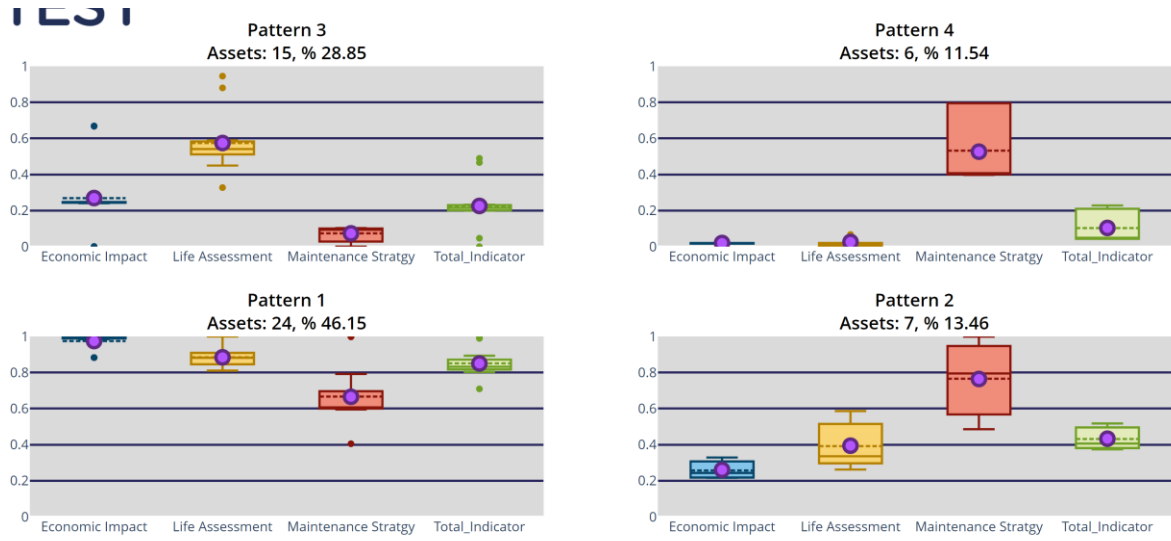 TEST
Pattern 3
Assets: 15, % 28.85
1
0.8
0.6
0.4
0.2
0
Economic Impact Life Assessment Maintenance Stratgy Total_Indicator
Pattern 4
Assets: 6, % 11.54
1
0.8
0.6
0.4
0.2
0
Economic Impact Life Assessment Maintenance Stratgy Total_Indicator
Pattern 1
Assets: 24, % 46.15
1
0.8
0.6
0.4
0.2
0
Economic Impact Life Assessment Maintenance Stratgy Total_Indicator
Pattern 2
Assets: 7, % 13.46
1
0.8
0.6
0.4
0.2
0
Economic Impact Life Assessment Maintenance Stratgy Total_Indicator